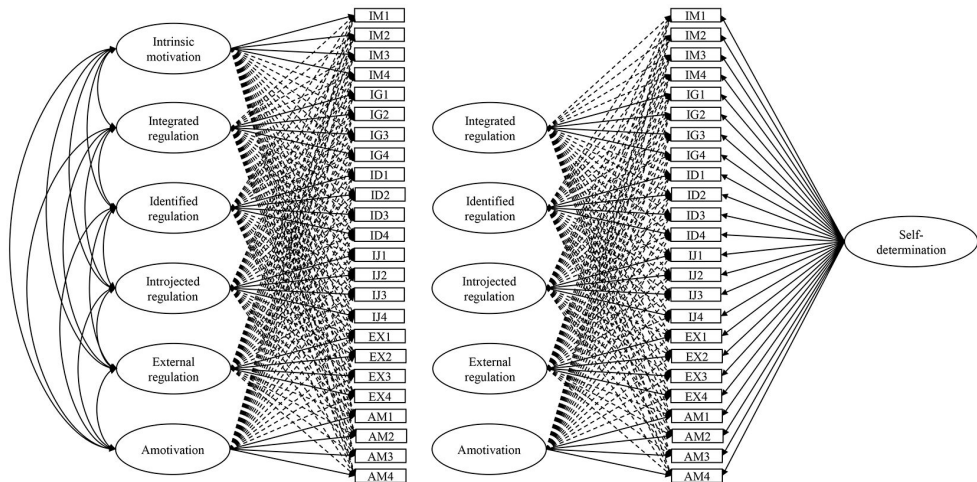 Intrinsic
motivation
Integrated
regulation
Identified
regulation
Introjected
regulation
External
regulation
Amotivation
IM1
IM2
IM3
IM4
IG1
IG2
IG3
IG4
ID1
ID2
ID3
ID4
IJ1
IJ2
IJ3
IJ4
EX1
EX2
EX3
EX4
AM1
AM2
AM3
AM4
Integrated
regulation
Identified
regulation
Introjected
regulation
External
regulation
Amotivation
IM1
IM2
IM3
IM4
IG1
IG2
IG3
IG4
ID1
ID2
ID3
ID4
IJ1
IJ2
IJ3
IJ4
EX1
EX2
EX3
EX4
AM1
AM2
AM3
AM4
Self-
determination